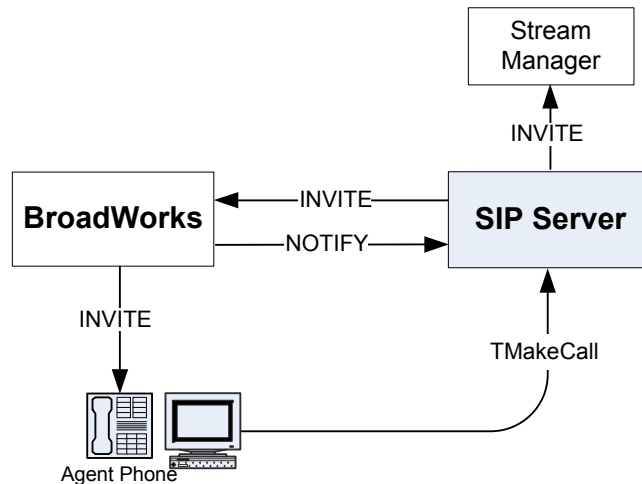 Stream
Manager
INVITE
INVITE
BroadWorks
SIP Server
NOTIFY
INVITE
TMakeCall
Agent Phone